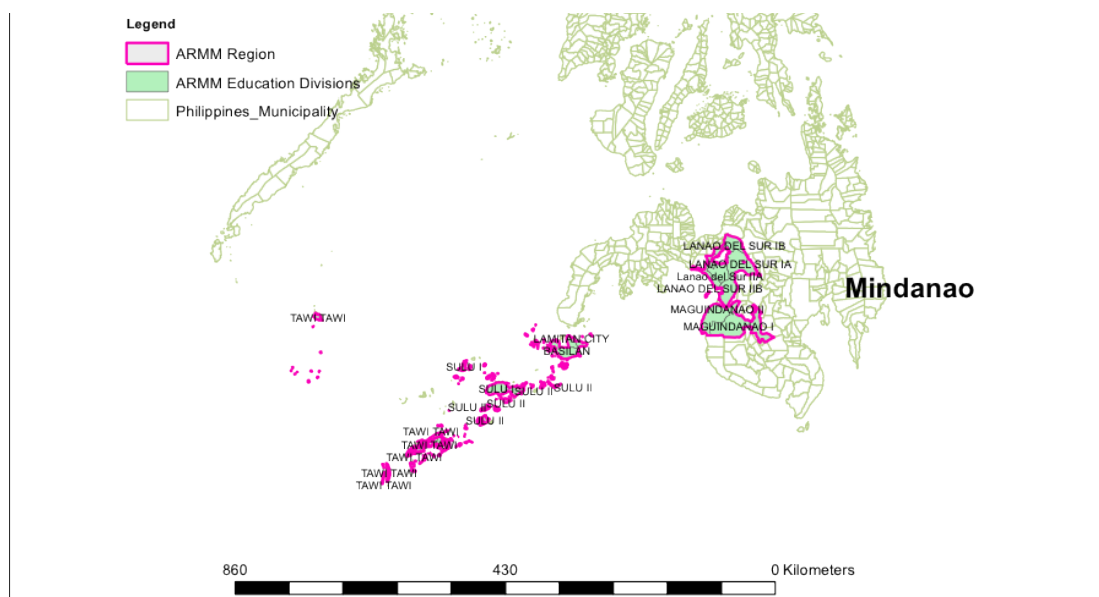 Legend
ARMM Region
ARMM Education Divisions
Philippines_Municipality
LANAO DEL SUR IB
LANAO DEL SUR IA
Lanao del Sur IIA
LANAO DEL SUR IIB
Mindanao
MAGUINDANAO II
MAGUINDANAO I
TAWI TAWI
LAMITAN CITY
BASILAN
SULU I
SULU I
SULU II
SULU II
SULU II
SULU II
SULU II
TAWI TAWI
TAWI TAWI
TAWI TAWI
TAWI TAWI
TAWI TAWI
860
430
0 Kilometers